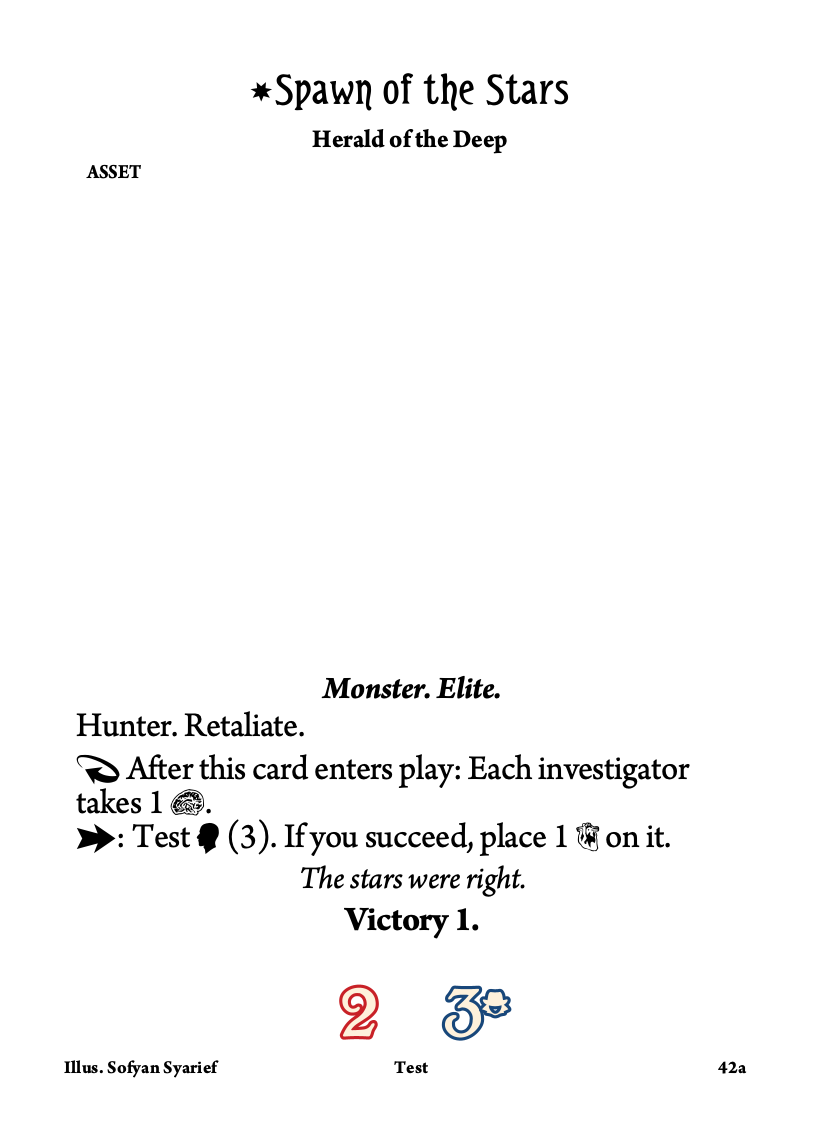 Spawn of the Stars
Herald of the Deep
ASSET
Monster. Elite.
Hunter. Retaliate.
After this card enters play: Each investigator
takes 1 .
: Test (3). If you succeed, place 1 on it.
The stars were right.
Victory 1.
2 3
Illus. Sofyan Syarief Test 42a